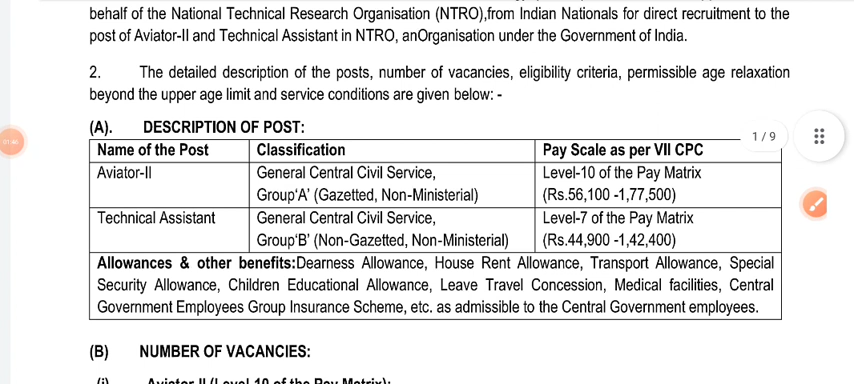 behalf of the National Technical Research Organisation (NTRO),from Indian Nationals for direct recruitment to the
post of Aviator-II and Technical Assistant in NTRO, anOrganisation under the Government of India.
2. The detailed description of the posts, number of vacancies, eligibility criteria, permissible age relaxation
beyond the upper age limit and service conditions are given below: -
(A). DESCRIPTION OF POST:
1 / 9
Name of the Post Classification Pay Scale as per VII CPC
Aviator-II General Central Civil Service, Level-10 of the Pay Matrix
Group‘A’ (Gazetted, Non-Ministerial) (Rs.56,100 -1,77,500)
Technical Assistant General Central Civil Service, Level-7 of the Pay Matrix
Group‘B’ (Non-Gazetted, Non-Ministerial) (Rs.44,900 -1,42,400)
Allowances & other benefits:Dearness Allowance, House Rent Allowance, Transport Allowance, Special
Security Allowance, Children Educational Allowance, Leave Travel Concession, Medical facilities, Central
Government Employees Group Insurance Scheme, etc. as admissible to the Central Government employees.
(B) NUMBER OF VACANCIES:
(i) Aviator-II (Level-10 of the Pay Matrix):